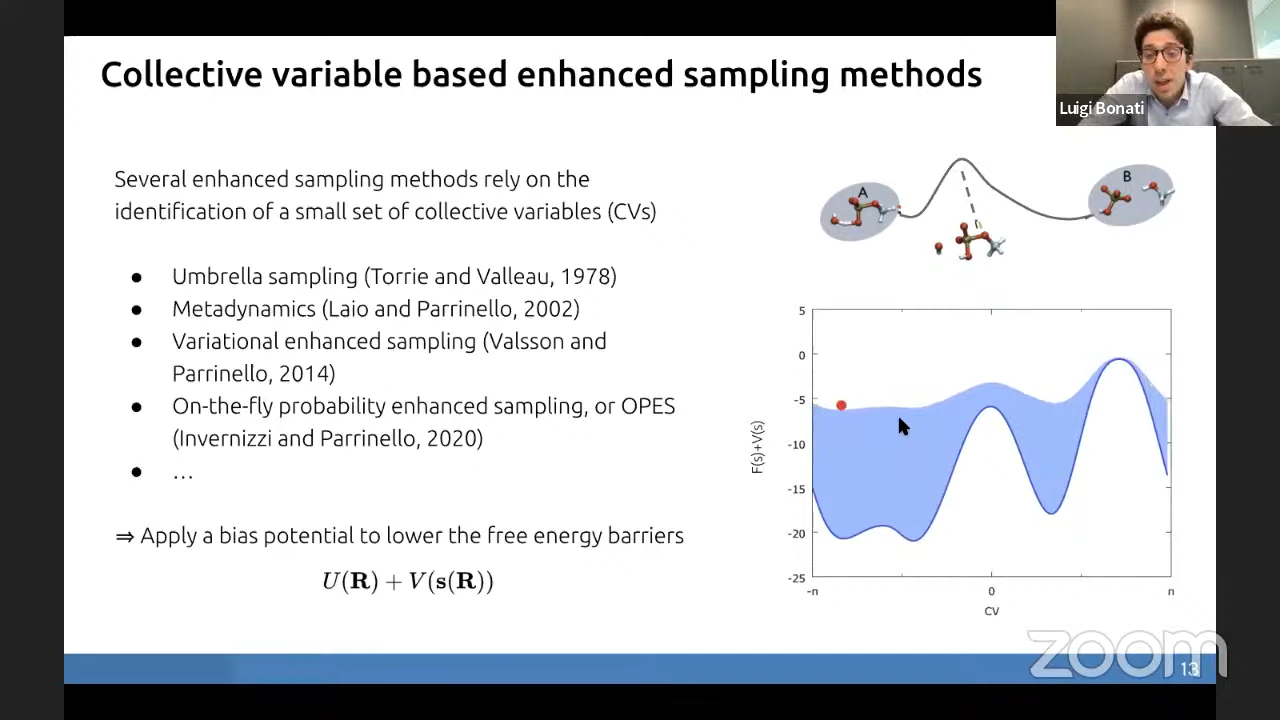 Collective variable based enhanced sampling methods
Luigi Bonati
Several enhanced sampling methods rely on the
identification of a small set of collective variables (CVs)
● Umbrella sampling (Torrie and Valleau, 1978)
● Metadynamics (Laio and Parrinello, 2002)
● Variational enhanced sampling (Valsson and
Parrinello, 2014)
● On-the-fly probability enhanced sampling, or OPES
(Invernizzi and Parrinello, 2020)
● …
⇒ Apply a bias potential to lower the free energy barriers
U(R) + V(s(R))
A
B
5
0
-5
-10
-15
-20
-25
F(s)+V(s)
-π
0
π
CV
zoom
13